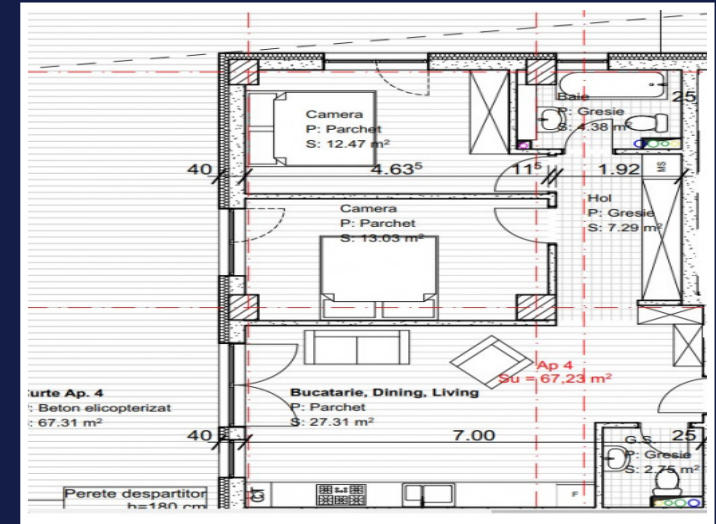 Camera
P: Parchet
S: 12.47 m²
Baie
P: Gresie
S: 4.38 m²
25
40
4.63⁵
11⁵
1.92
MS
Camera
P: Parchet
S: 13.03 m²
Hol
P: Gresie
S: 7.29 m²
Ap 4
Su = 67,23 m²
urte Ap. 4
: Beton elicopterizat
: 67.31 m²
Bucatarie, Dining, Living
P: Parchet
S: 27.31 m²
40
7.00
25
G.S.
P: Gresie
S: 2.75 m²
Perete despartitor
h=180 cm
CT
F